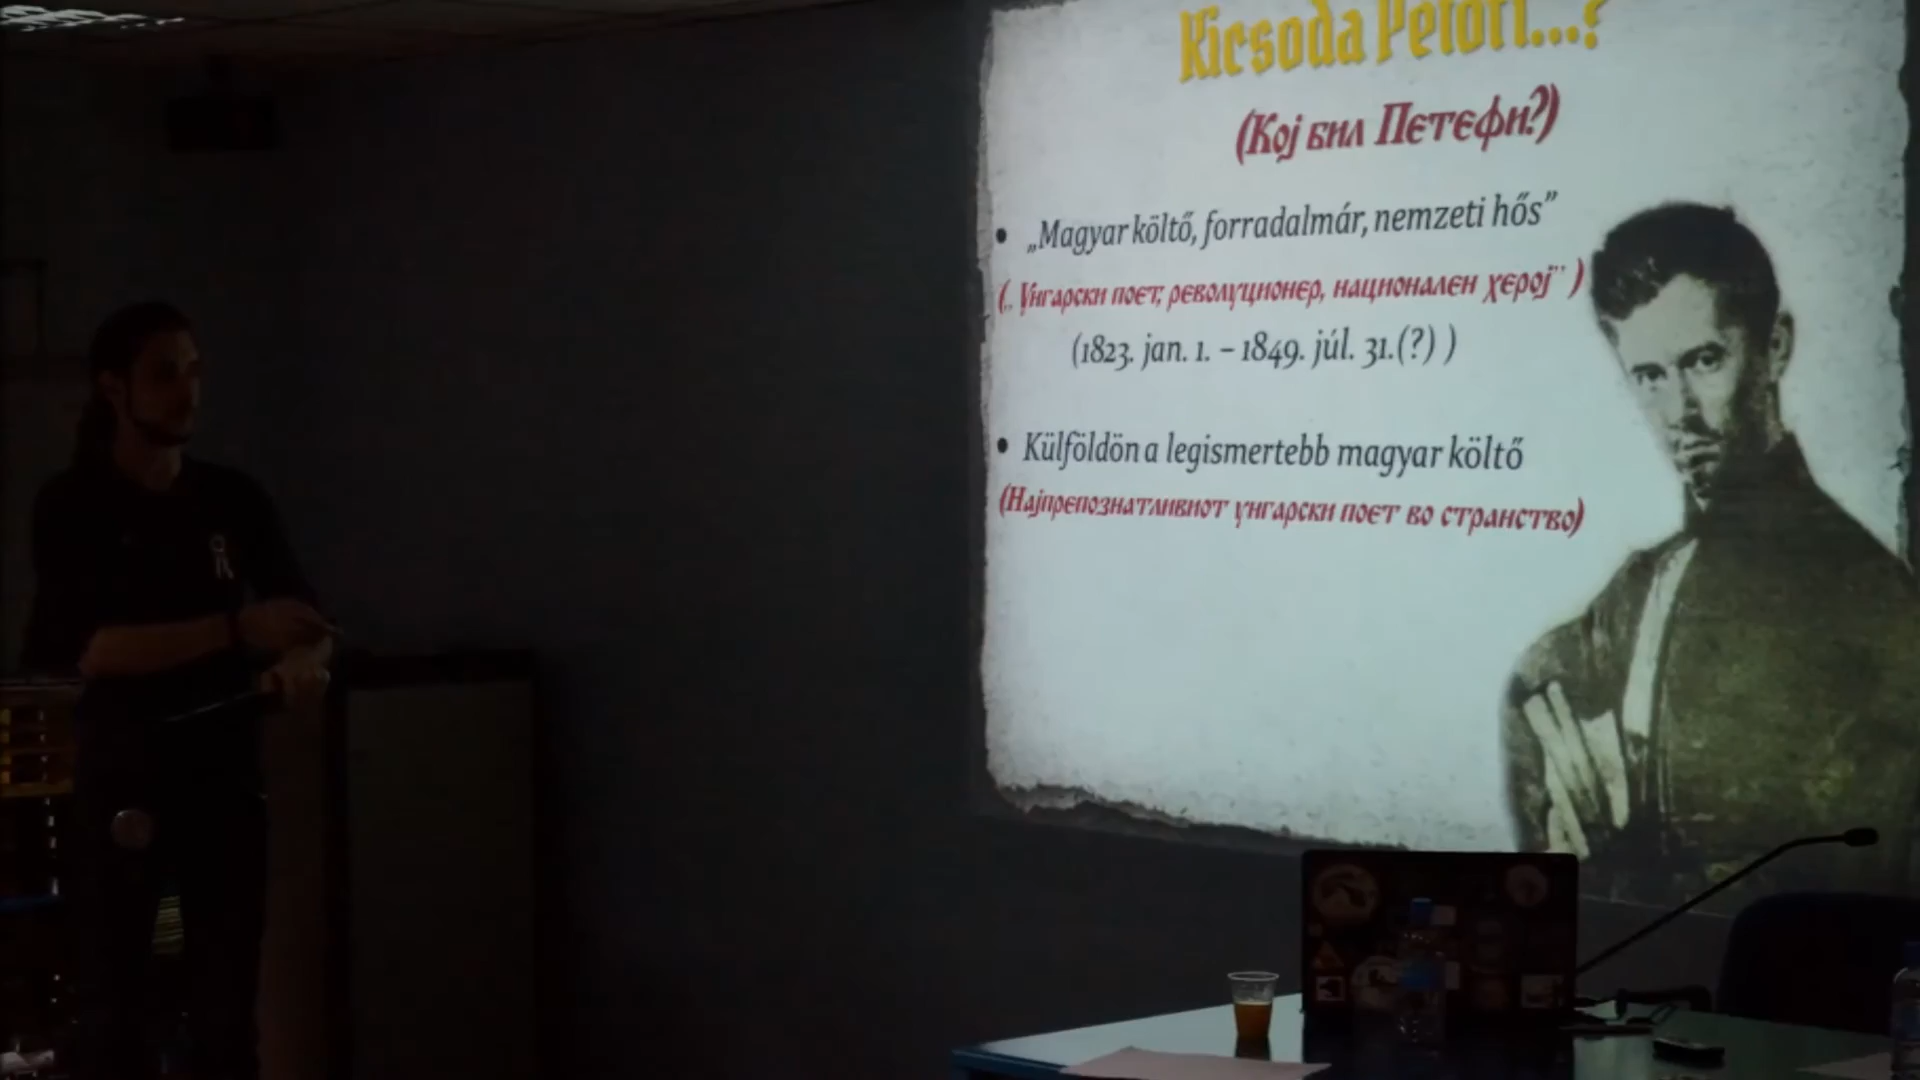 Kicsoda Petőfi...?
(Кој бил Петефи?)
• „Magyar költő, forradalmár, nemzeti hős”
(„ Унгарски поет, револуционер, национален херој¨ )
(1823. jan. 1. – 1849. júl. 31.(?) )
• Külföldön a legismertebb magyar költő
(Најпрепознатливиот унгарски поет во странство)